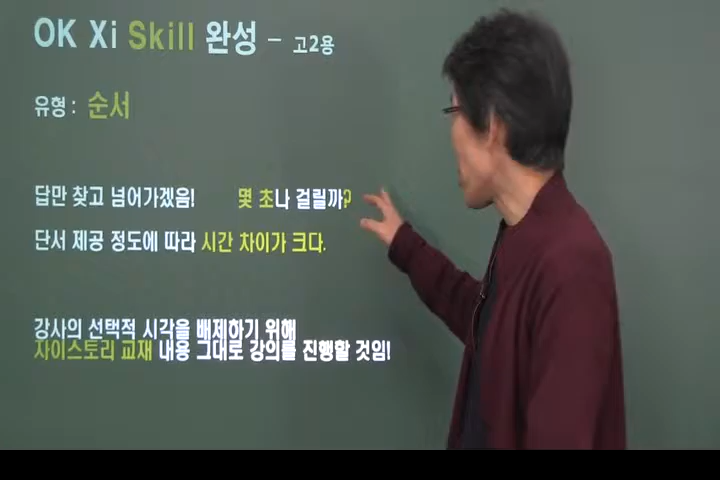 OK Xi Skill 완성 – 고2용
유형 : 순서
답만 찾고 넘어가겠음! 몇 초나 걸릴까?
단서 제공 정도에 따라 시간 차이가 크다.
강사의 선택적 시각을 배제하기 위해
자이스토리 교재 내용 그대로 강의를 진행할 것임!